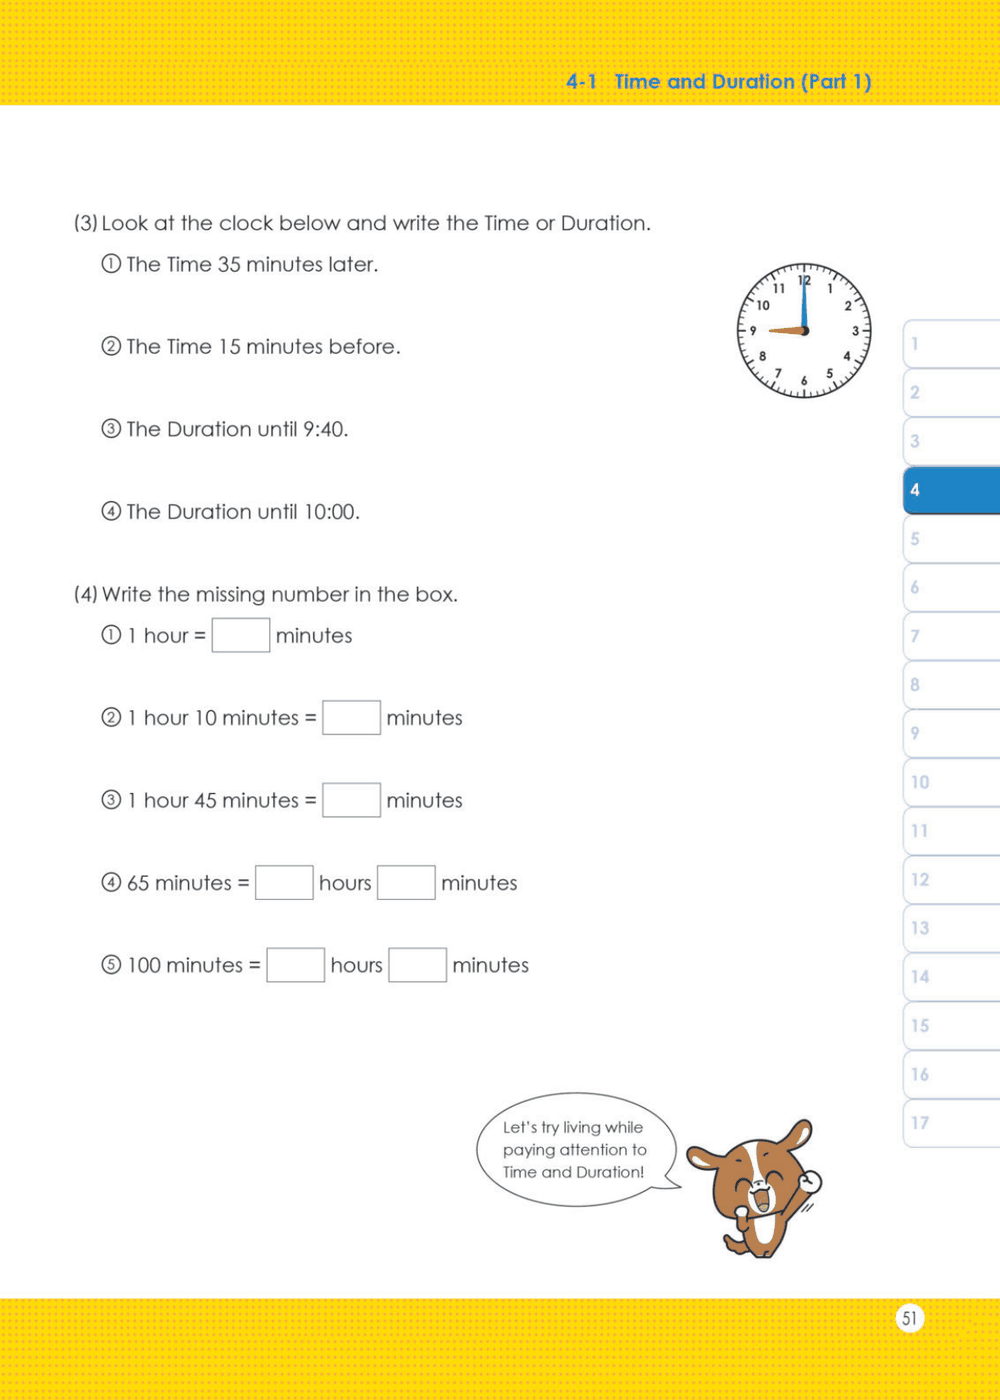 4-1 Time and Duration (Part 1)
(3) Look at the clock below and write the Time or Duration.
① The Time 35 minutes later.
② The Time 15 minutes before.
③ The Duration until 9:40.
④ The Duration until 10:00.
12
1
2
3
4
5
6
7
8
9
10
11
(4) Write the missing number in the box.
① 1 hour = minutes
② 1 hour 10 minutes = minutes
③ 1 hour 45 minutes = minutes
④ 65 minutes = hours minutes
⑤ 100 minutes = hours minutes
Let's try living while
paying attention to
Time and Duration!
1
2
3
4
5
6
7
8
9
10
11
12
13
14
15
16
17
51